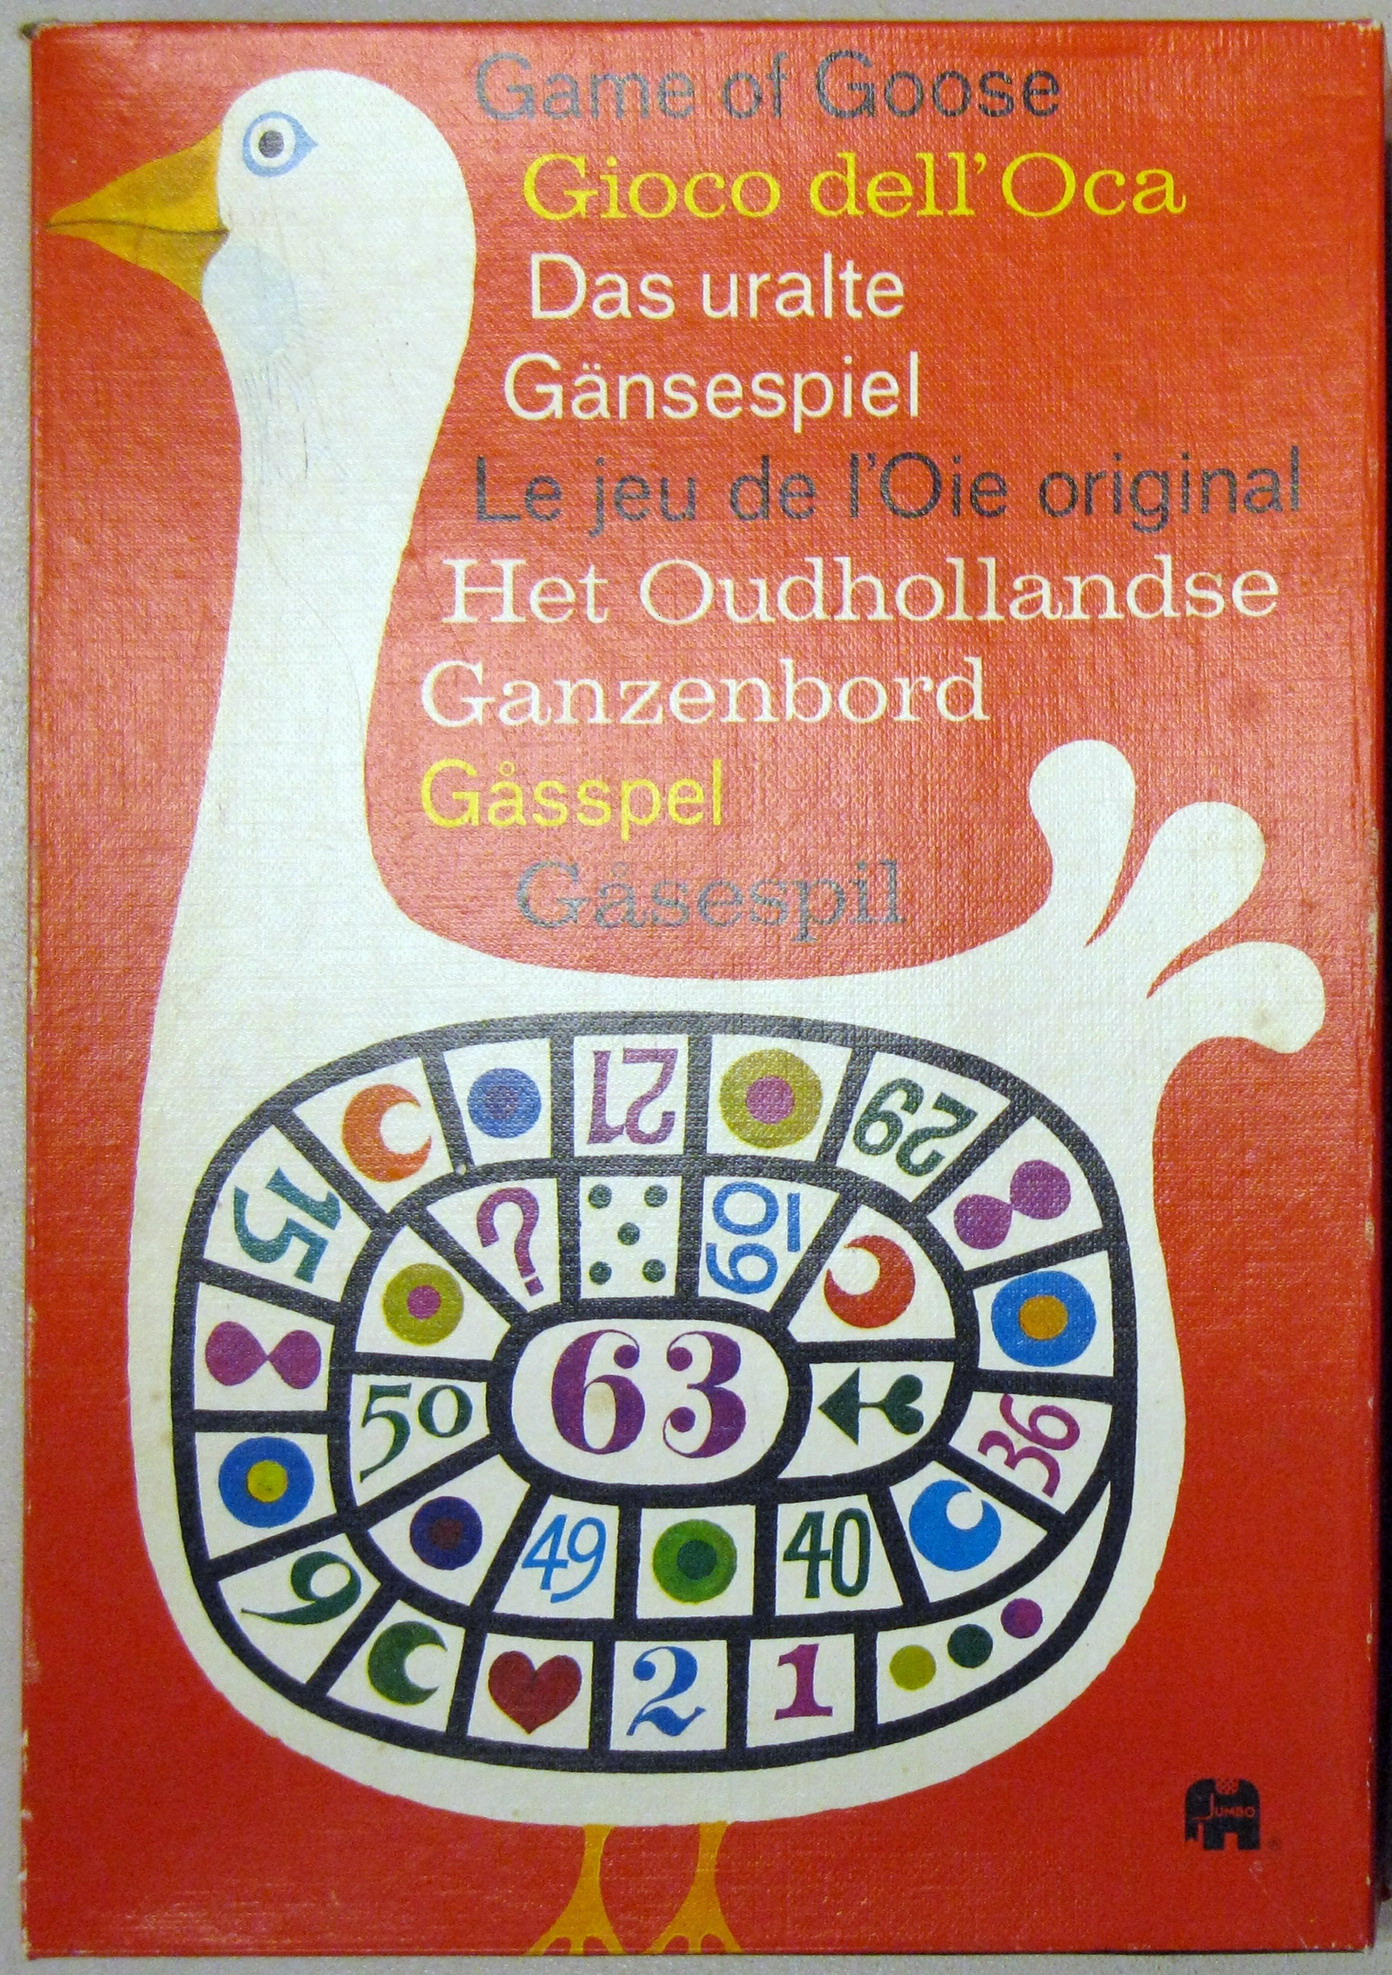 Game of Goose
Gioco dell'Oca
Das uralte
Gänsespiel
Le jeu de l'Oie original
Het Oudhollandse
Ganzenbord
Gåsspel
Gåsespil
15
21
29
?
60
50
63
36
9
49
40
2
1
JUMBO
®